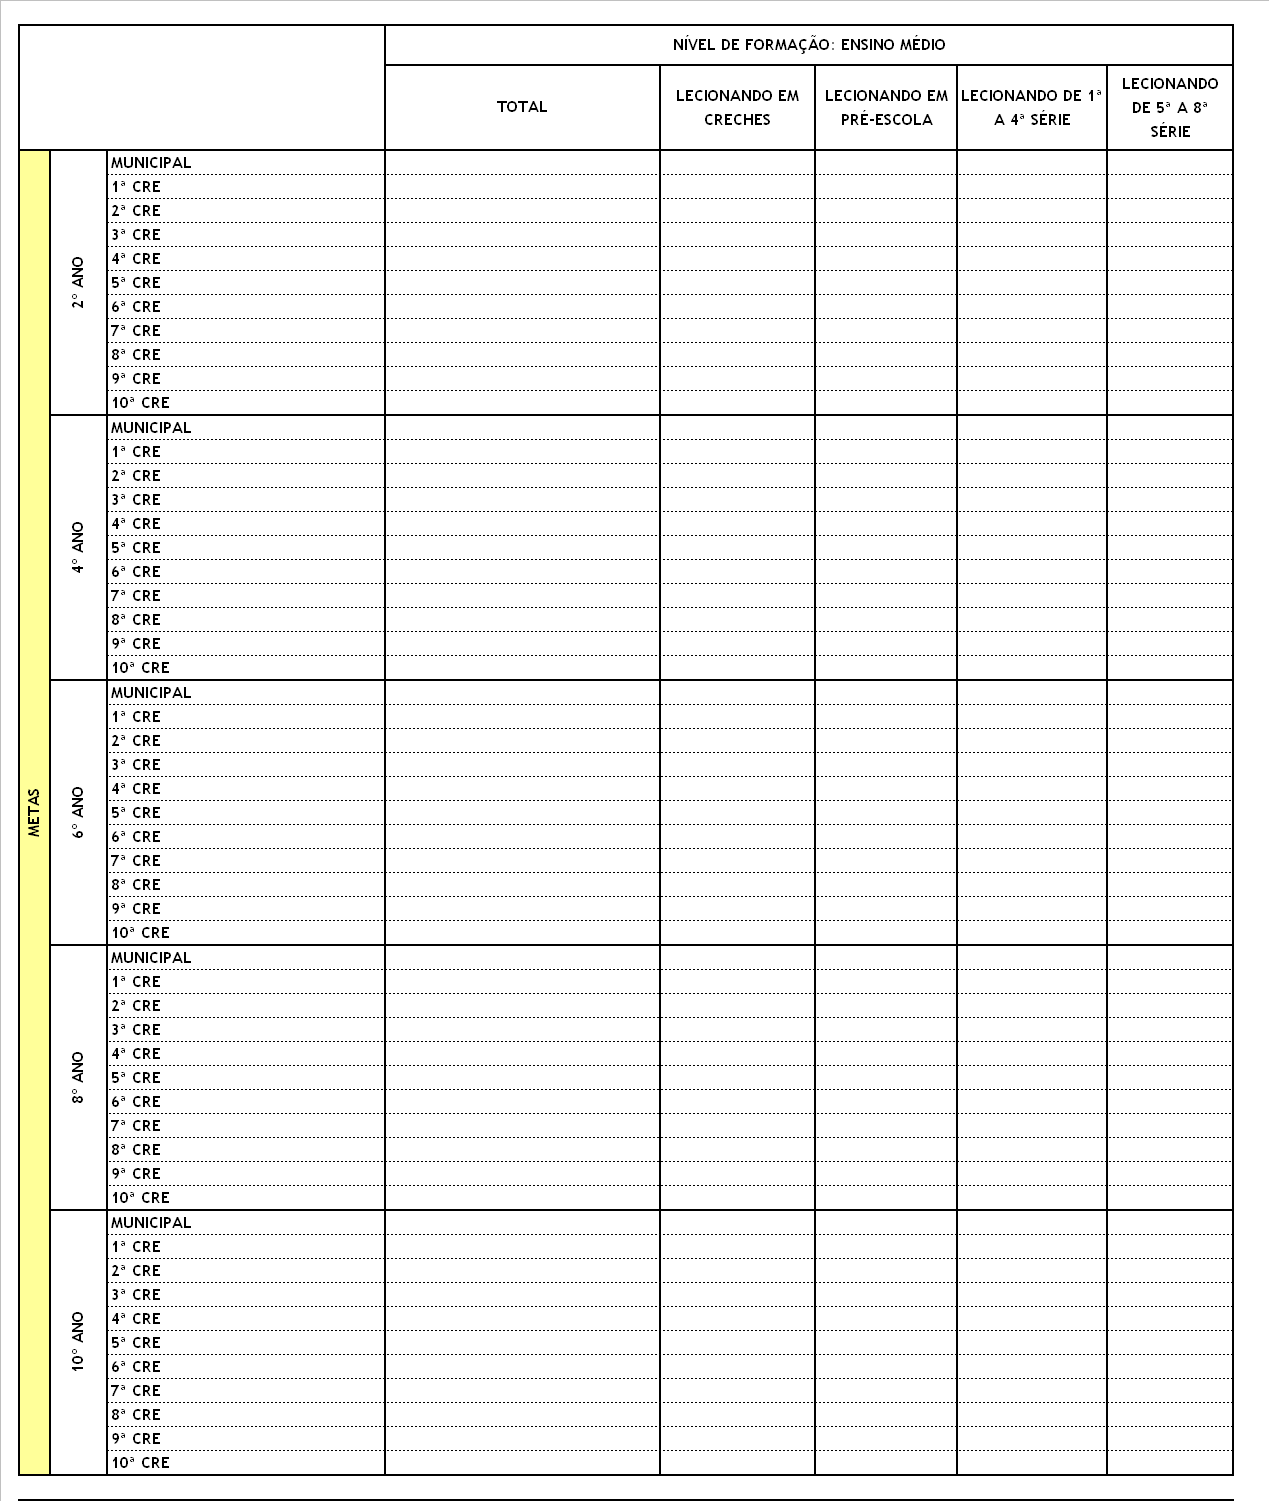 NÍVEL DE FORMAÇÃO: ENSINO MÉDIO
TOTAL
LECIONANDO EM
CRECHES
LECIONANDO EM
PRÉ-ESCOLA
LECIONANDO DE 1ª
A 4ª SÉRIE
LECIONANDO
DE 5ª A 8ª
SÉRIE
METAS
2º ANO
MUNICIPAL
1ª CRE
2ª CRE
3ª CRE
4ª CRE
5ª CRE
6ª CRE
7ª CRE
8ª CRE
9ª CRE
10ª CRE
4º ANO
MUNICIPAL
1ª CRE
2ª CRE
3ª CRE
4ª CRE
5ª CRE
6ª CRE
7ª CRE
8ª CRE
9ª CRE
10ª CRE
6º ANO
MUNICIPAL
1ª CRE
2ª CRE
3ª CRE
4ª CRE
5ª CRE
6ª CRE
7ª CRE
8ª CRE
9ª CRE
10ª CRE
8º ANO
MUNICIPAL
1ª CRE
2ª CRE
3ª CRE
4ª CRE
5ª CRE
6ª CRE
7ª CRE
8ª CRE
9ª CRE
10ª CRE
10º ANO
MUNICIPAL
1ª CRE
2ª CRE
3ª CRE
4ª CRE
5ª CRE
6ª CRE
7ª CRE
8ª CRE
9ª CRE
10ª CRE